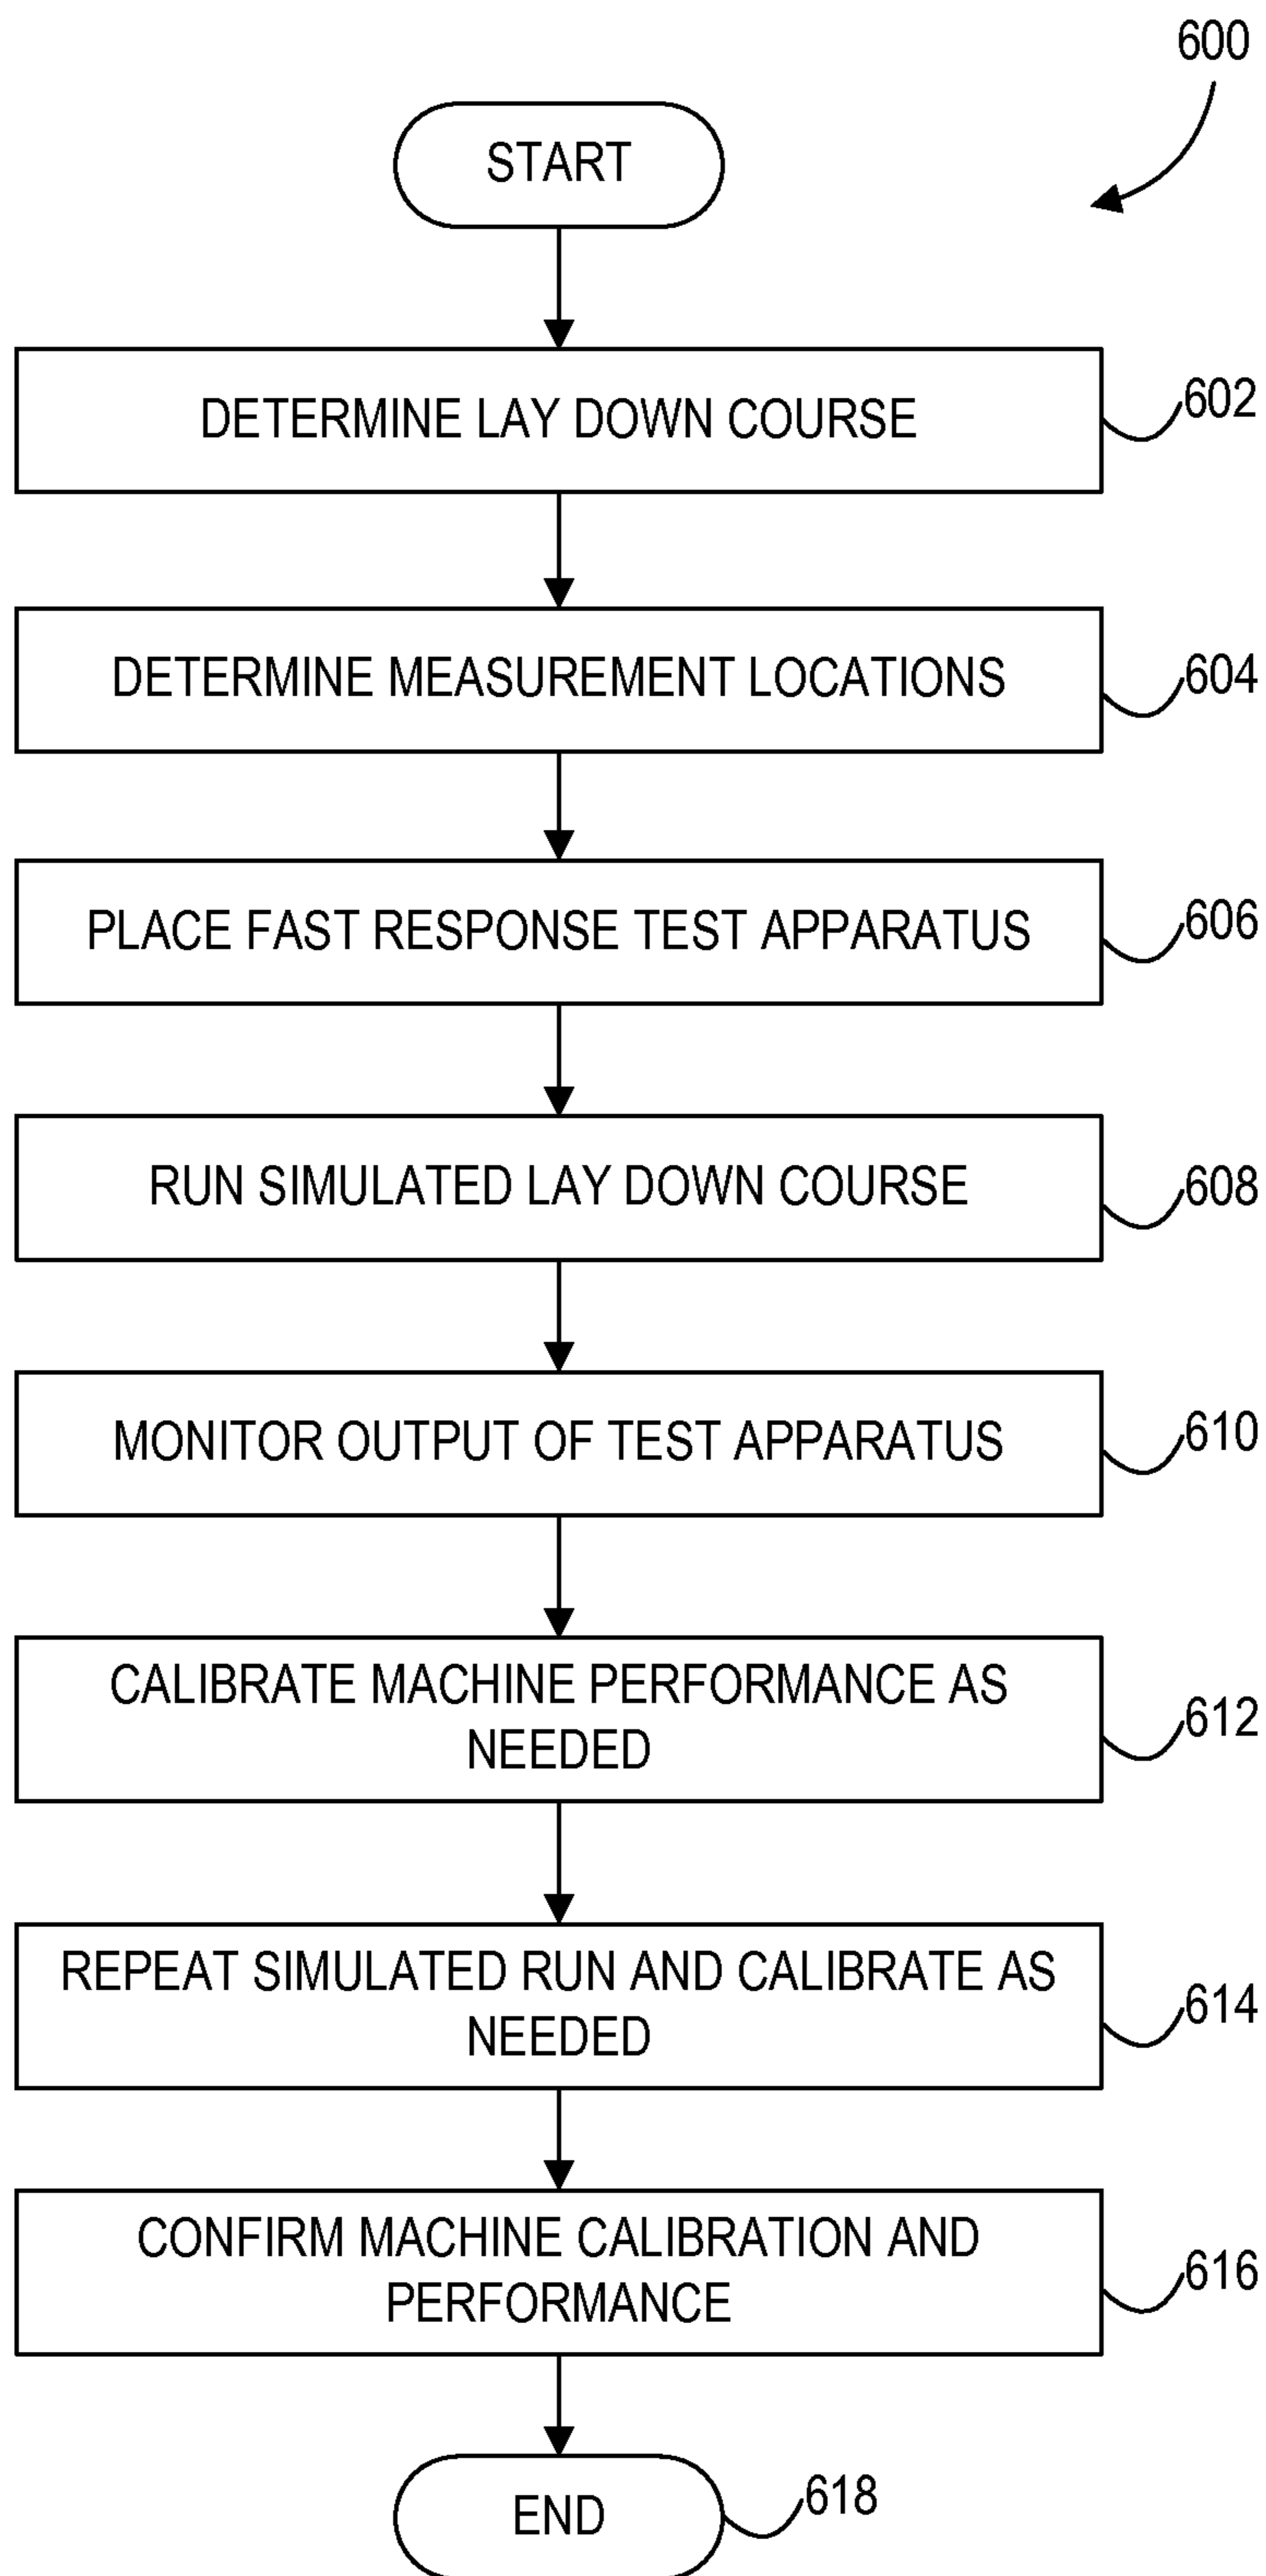 600
START
DETERMINE LAY DOWN COURSE
602
DETERMINE MEASUREMENT LOCATIONS
604
PLACE FAST RESPONSE TEST APPARATUS
606
RUN SIMULATED LAY DOWN COURSE
608
MONITOR OUTPUT OF TEST APPARATUS
610
CALIBRATE MACHINE PERFORMANCE AS
NEEDED
612
REPEAT SIMULATED RUN AND CALIBRATE AS
NEEDED
614
CONFIRM MACHINE CALIBRATION AND
PERFORMANCE
616
END
618